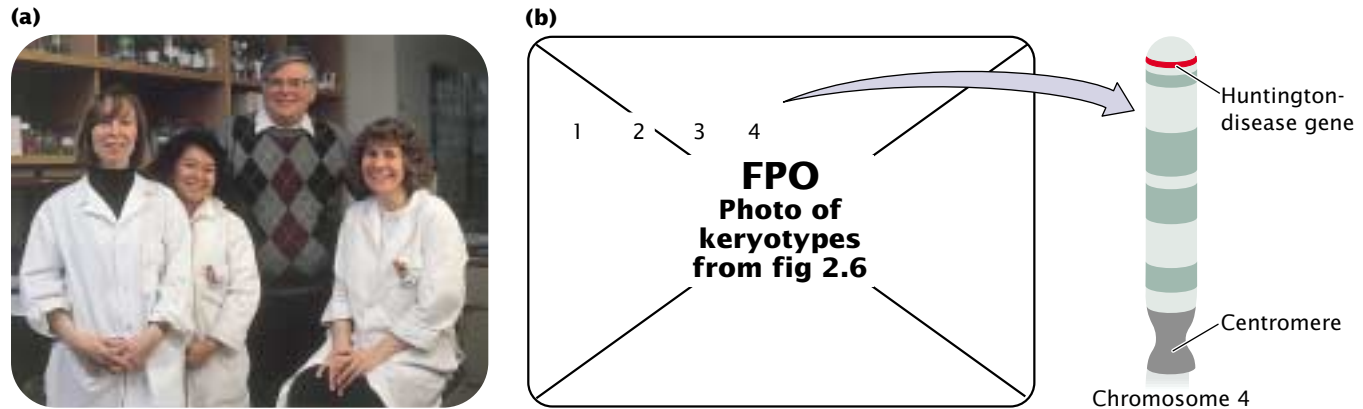 (a)
(b)
1 2 3 4
FPO
Photo of
keryotypes
from fig 2.6
Huntington-
disease gene
Centromere
Chromosome 4